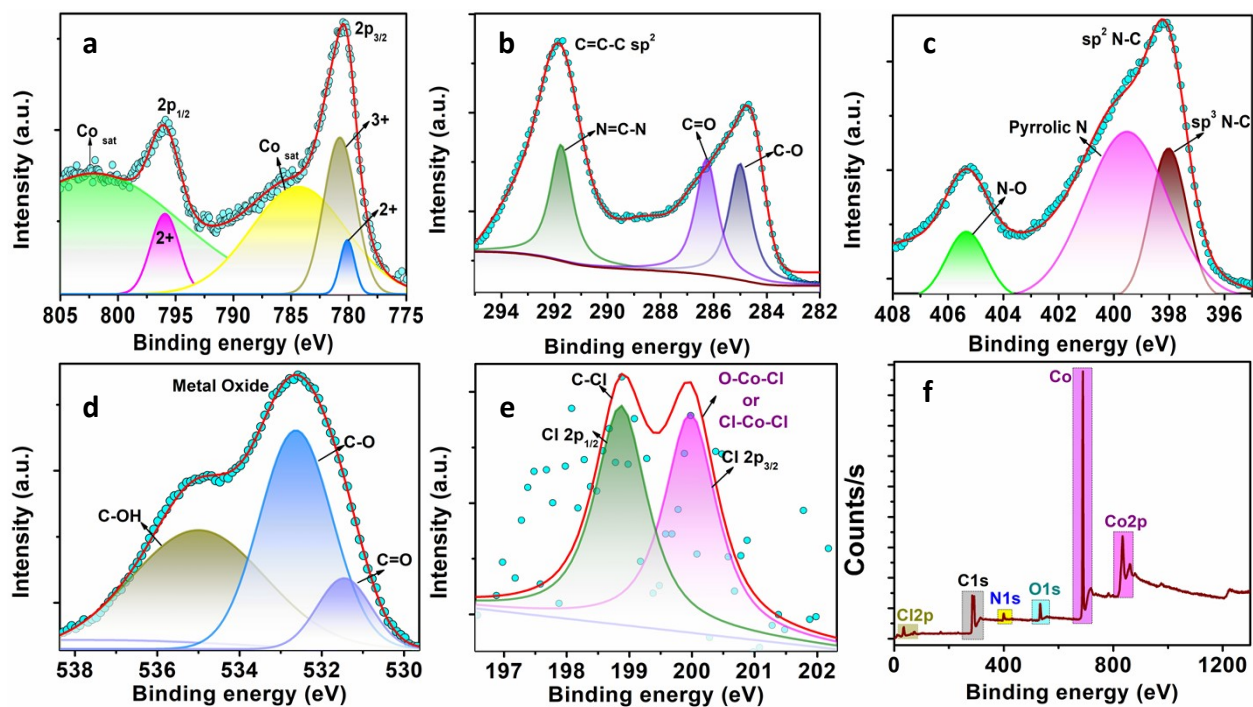 a
2p3/2
2p1/2
Co sat
Co sat
3+
2+
2+
Intensity (a.u.)
805 800 795 790 785 780 775
Binding energy (eV)
b
C=C-C sp2
N=C-N
C=O
C-O
Intensity (a.u.)
294 292 290 288 286 284 282
Binding energy (eV)
c
sp2 N-C
Pyrrolic N
sp3 N-C
N-O
Intensity (a.u.)
408 406 404 402 400 398 396
Binding energy (eV)
d
Metal Oxide
C-O
C-OH
C=O
Intensity (a.u.)
538 536 534 532 530
Binding energy (eV)
e
C-Cl
O-Co-Cl
or
Cl-Co-Cl
Cl 2p1/2
Cl 2p3/2
Intensity (a.u.)
197 198 199 200 201 202
Binding energy (eV)
f
Co
Co2p
C1s
N1s
O1s
Cl2p
Counts/s
0 400 800 1200
Binding energy (eV)